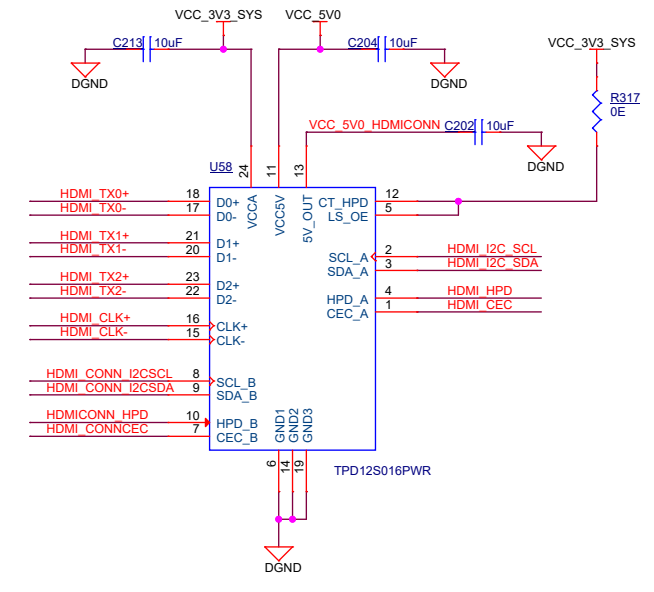 VCC_3V3_SYS
VCC_5V0
C213
10uF
C204
10uF
VCC_3V3_SYS
DGND
DGND
R317
0E
VCC_5V0_HDMICONN
C202
10uF
DGND
U58
24
11
13
VCCA
VCC5V
5V_OUT
HDMI_TX0+
18
D0+
CT_HPD
12
HDMI_TX0-
17
D0-
LS_OE
5
HDMI_TX1+
21
D1+
HDMI_TX1-
20
D1-
SCL_A
2
HDMI_I2C_SCL
SDA_A
3
HDMI_I2C_SDA
HDMI_TX2+
23
D2+
HDMI_TX2-
22
D2-
HPD_A
4
HDMI_HPD
CEC_A
1
HDMI_CEC
HDMI_CLK+
16
CLK+
HDMI_CLK-
15
CLK-
HDMI_CONN_I2CSCL
8
SCL_B
HDMI_CONN_I2CSDA
9
SDA_B
HDMICONN_HPD
10
HPD_B
HDMI_CONNCEC
7
CEC_B
GND1
GND2
GND3
6
14
19
TPD12S016PWR
DGND